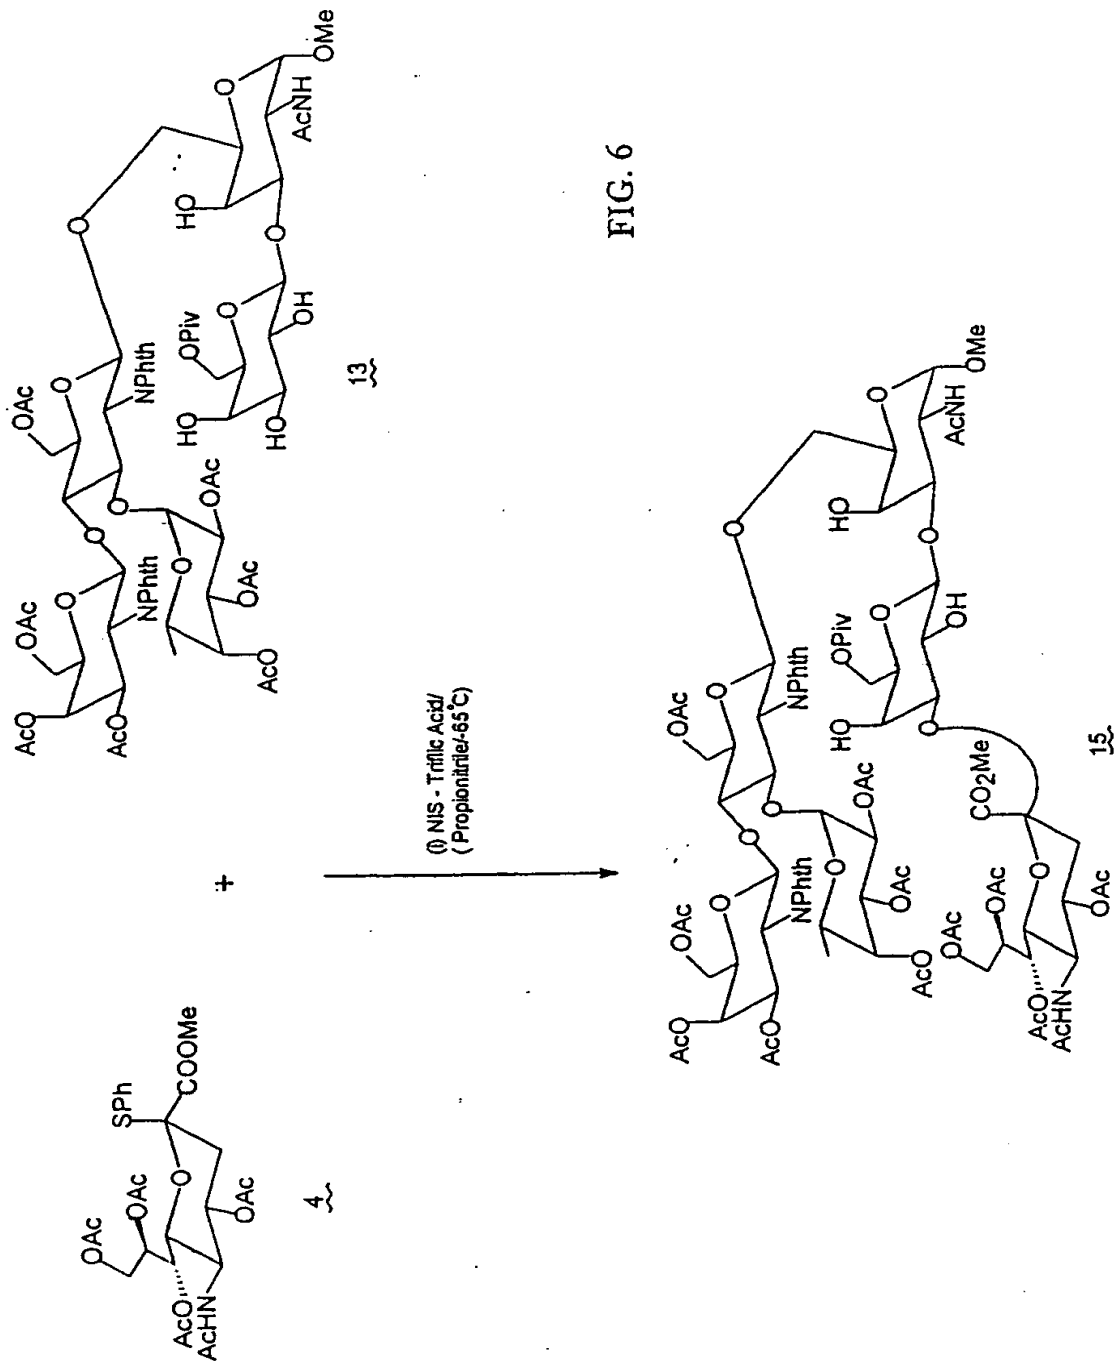 SPh
COOMe
OAc
OAc
O
AcO
AcHN
OAc
4
+
OAc
AcO
O
AcO
NPhth
O
OAc
O
NPhth
O
O
OAc
O
OAc
AcO
HO
OPiv
O
HO
OH
O
HO
O
AcNH
OMe
13
(i) NIS - Triflic Acid/
( Propionitrile/-65°C)
OAc
AcO
O
AcO
NPhth
O
OAc
O
NPhth
O
O
OAc
O
OAc
AcO
HO
OPiv
O
O
OH
O
HO
O
AcNH
OMe
CO2Me
OAc
OAc
O
AcO
AcHN
OAc
15
FIG. 6